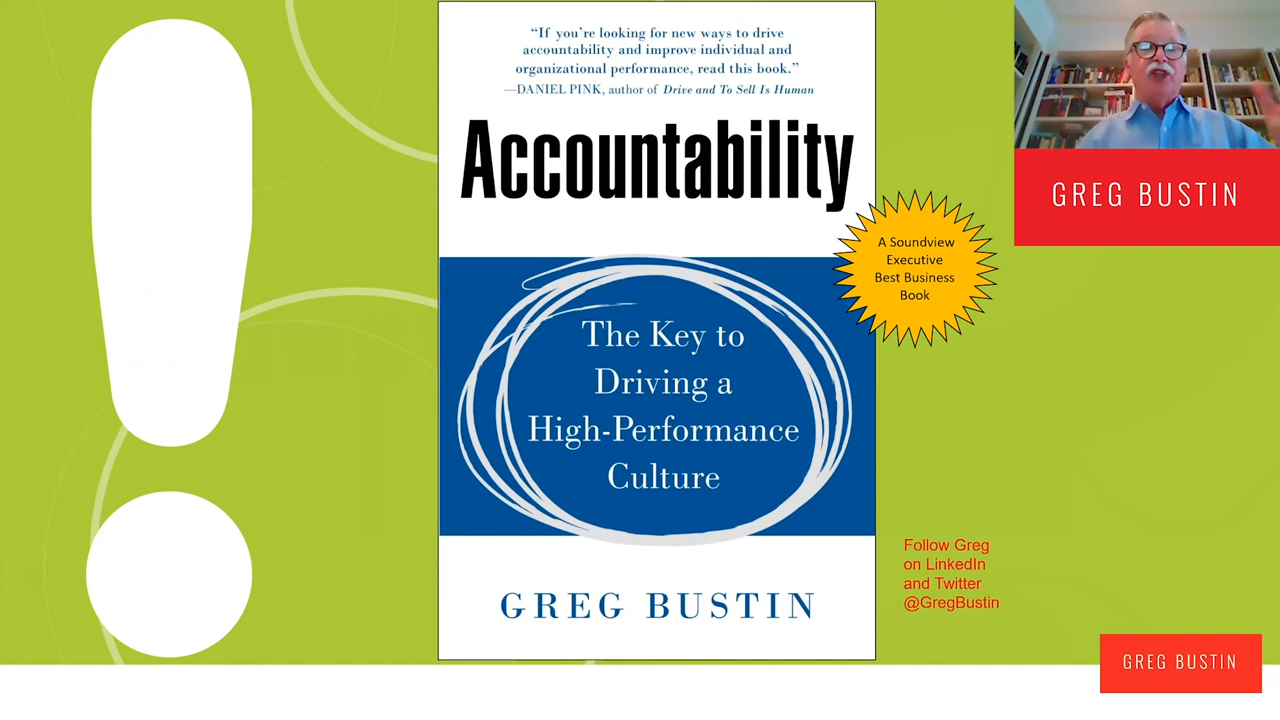 “If you’re looking for new ways to drive
accountability and improve individual and
organizational performance, read this book.”
—DANIEL PINK, author of Drive and To Sell Is Human
Accountability
The Key to
Driving a
High-Performance
Culture
GREG BUSTIN
A Soundview
Executive
Best Business
Book
GREG BUSTIN
Follow Greg
on LinkedIn
and Twitter
@GregBustin
GREG BUSTIN